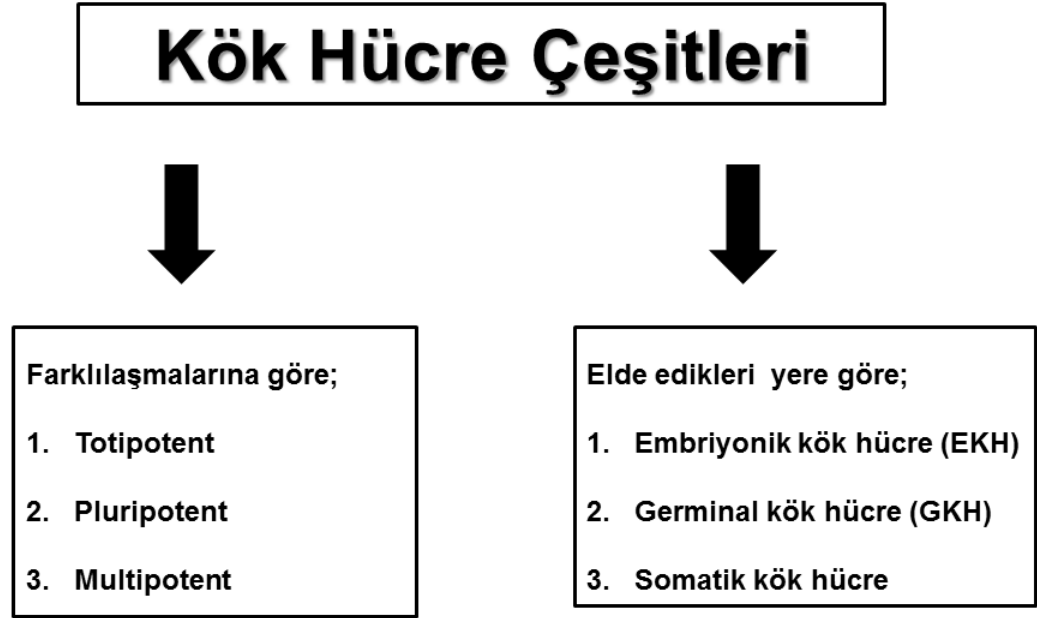 Kök Hücre Çeşitleri
Farklılaşmalarına göre;
1. Totipotent
2. Pluripotent
3. Multipotent
Elde edikleri yere göre;
1. Embriyonik kök hücre (EKH)
2. Germinal kök hücre (GKH)
3. Somatik kök hücre